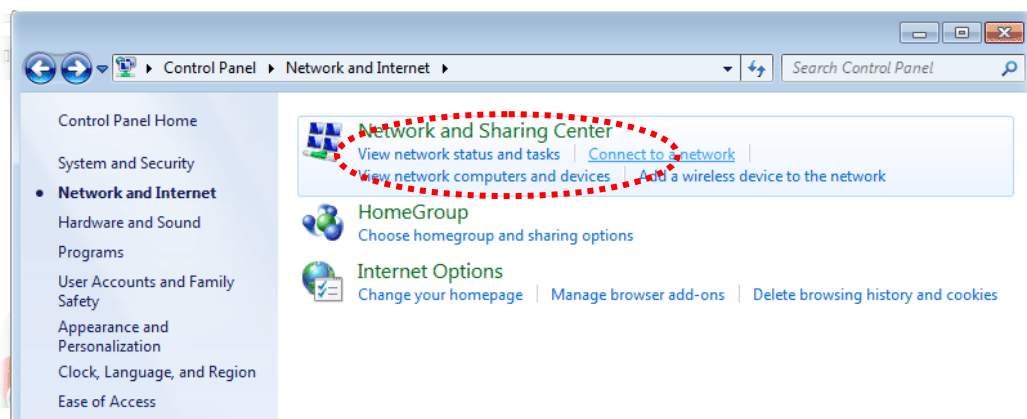 Control Panel Network and Internet Search Control Panel
Control Panel Home
System and Security
Network and Internet
Hardware and Sound
Programs
User Accounts and Family
Safety
Appearance and
Personalization
Clock, Language, and Region
Ease of Access
Network and Sharing Center
View network status and tasks Connect to a network
View network computers and devices Add a wireless device to the network
HomeGroup
Choose homegroup and sharing options
Internet Options
Change your homepage Manage browser add-ons Delete browsing history and cookies